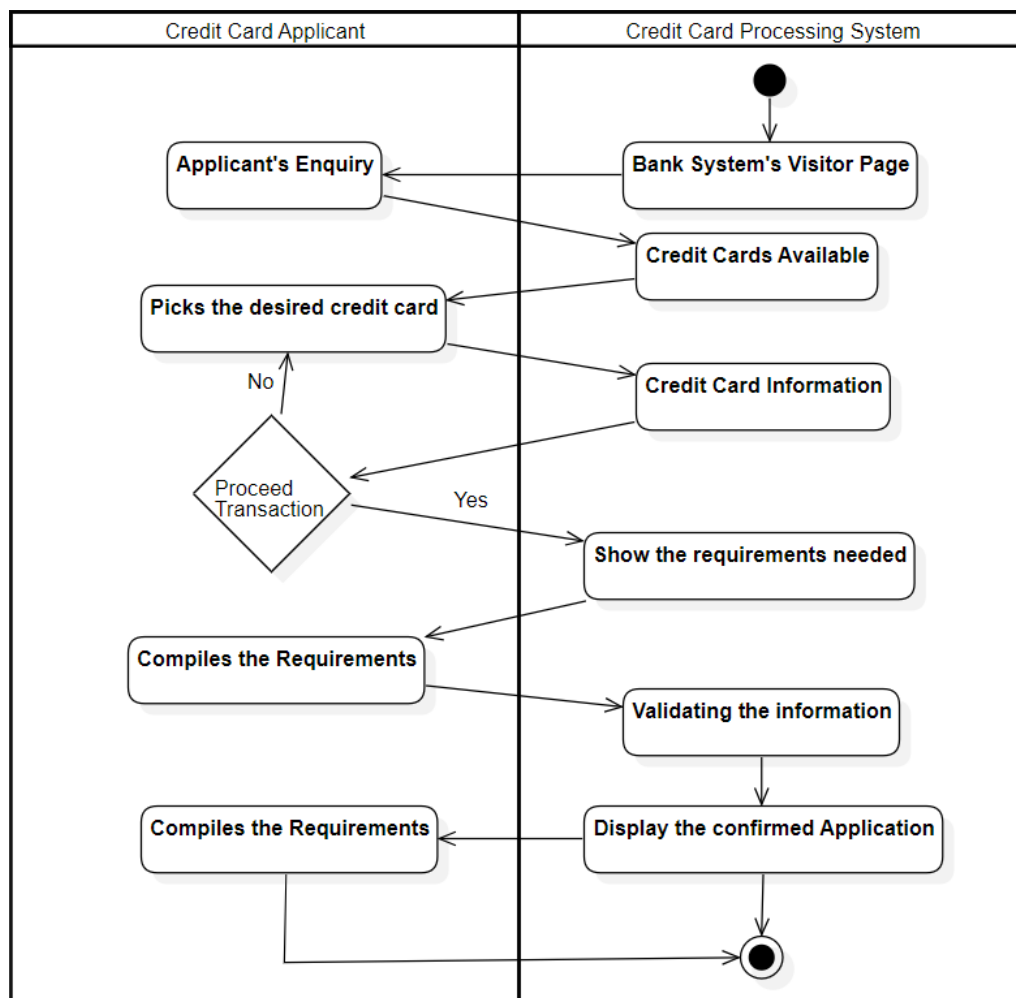 Credit Card Applicant
Credit Card Processing System
Applicant's Enquiry
Bank System's Visitor Page
Credit Cards Available
Picks the desired credit card
No
Credit Card Information
Proceed
Transaction
Yes
Show the requirements needed
Compiles the Requirements
Validating the information
Compiles the Requirements
Display the confirmed Application